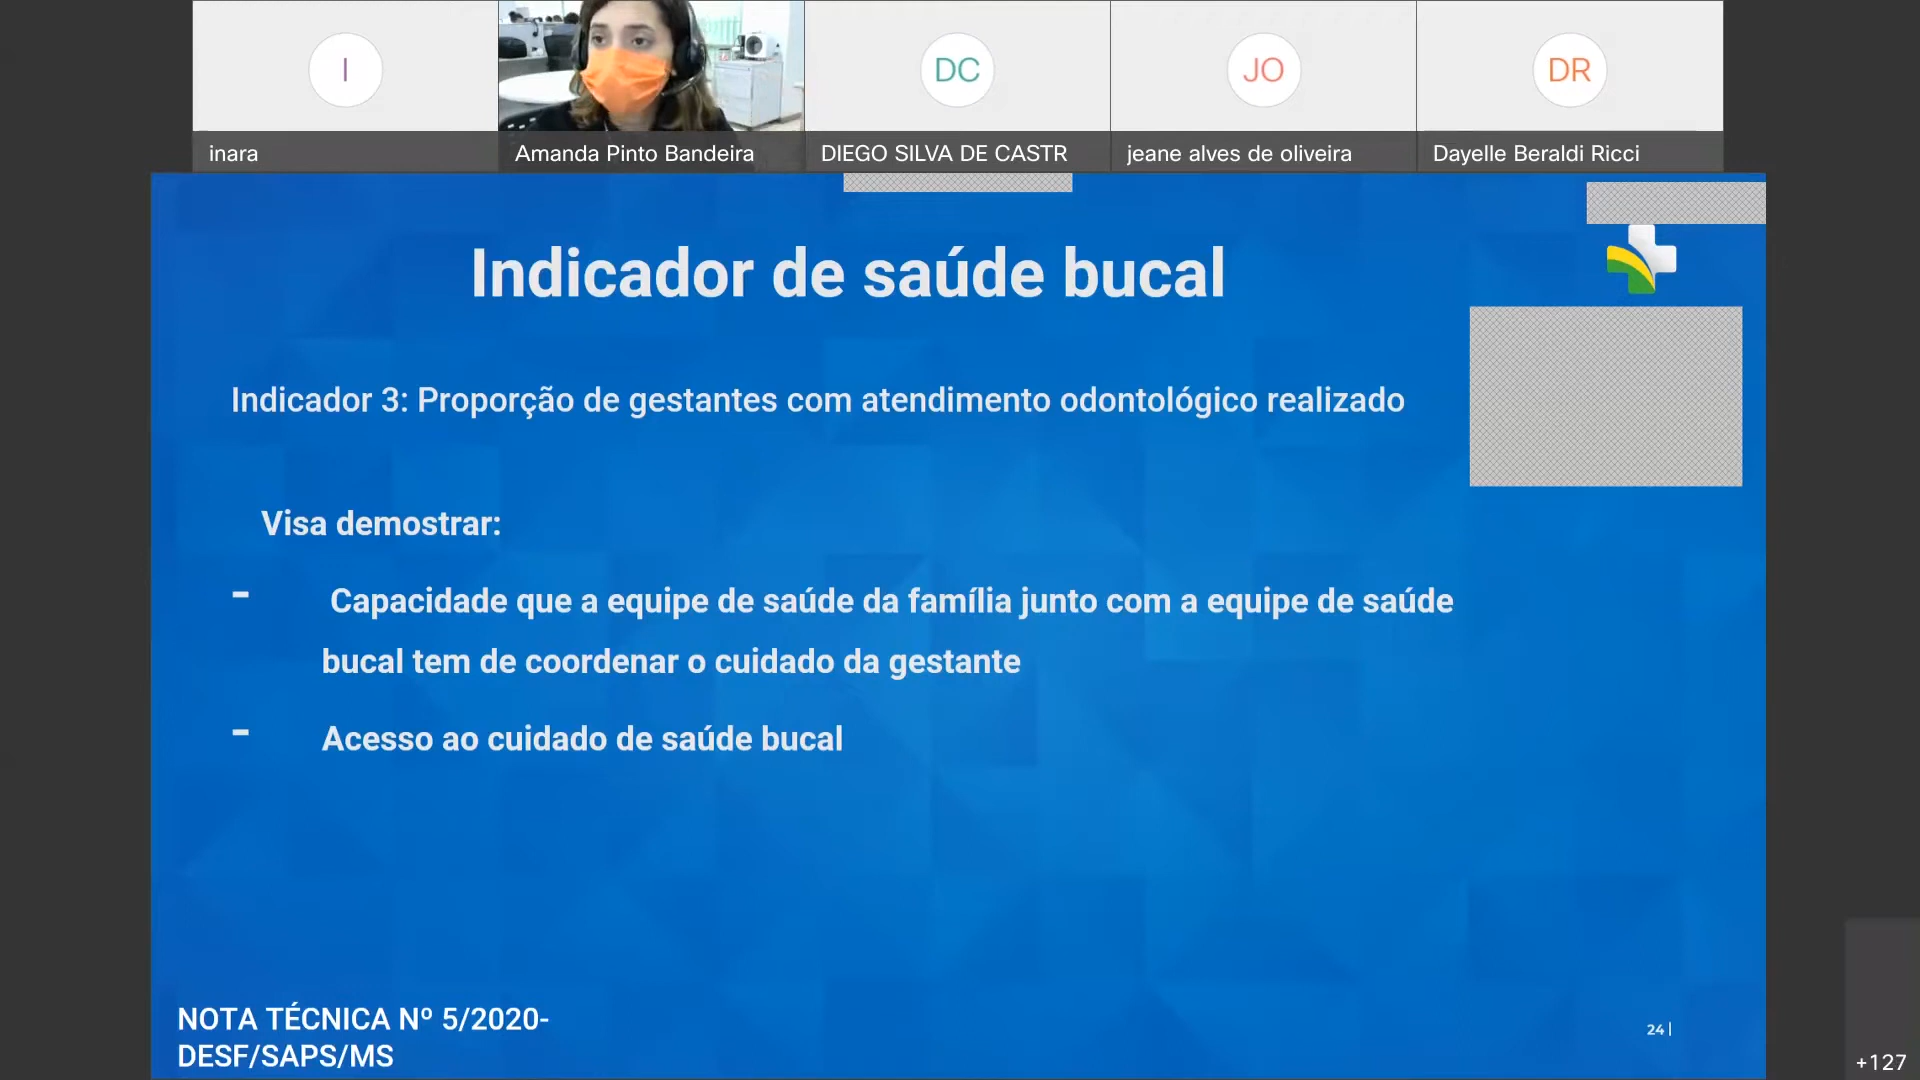 I
DC
JO
DR
inara
Amanda Pinto Bandeira
DIEGO SILVA DE CASTR
jeane alves de oliveira
Dayelle Beraldi Ricci
Indicador de saúde bucal
Indicador 3: Proporção de gestantes com atendimento odontológico realizado
Visa demostrar:
- Capacidade que a equipe de saúde da família junto com a equipe de saúde
bucal tem de coordenar o cuidado da gestante
- Acesso ao cuidado de saúde bucal
NOTA TÉCNICA Nº 5/2020-
DESF/SAPS/MS
24 |
+127